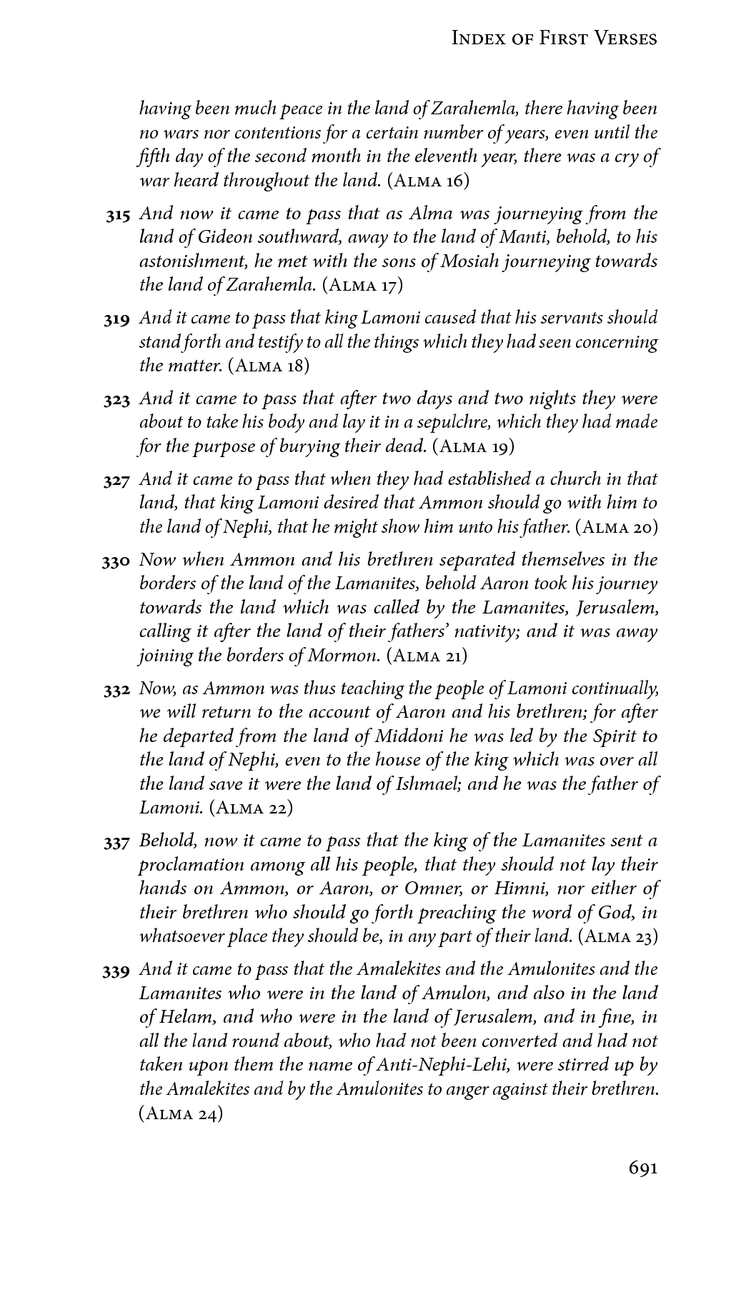 Index of First Verses
having been much peace in the land of Zarahemla, there having been
no wars nor contentions for a certain number of years, even until the
fifth day of the second month in the eleventh year, there was a cry of
war heard throughout the land. (Alma 16)
315 And now it came to pass that as Alma was journeying from the
land of Gideon southward, away to the land of Manti, behold, to his
astonishment, he met with the sons of Mosiah journeying towards
the land of Zarahemla. (Alma 17)
319 And it came to pass that king Lamoni caused that his servants should
stand forth and testify to all the things which they had seen concerning
the matter. (Alma 18)
323 And it came to pass that after two days and two nights they were
about to take his body and lay it in a sepulchre, which they had made
for the purpose of burying their dead. (Alma 19)
327 And it came to pass that when they had established a church in that
land, that king Lamoni desired that Ammon should go with him to
the land of Nephi, that he might show him unto his father. (Alma 20)
330 Now when Ammon and his brethren separated themselves in the
borders of the land of the Lamanites, behold Aaron took his journey
towards the land which was called by the Lamanites, Jerusalem,
calling it after the land of their fathers’ nativity; and it was away
joining the borders of Mormon. (Alma 21)
332 Now, as Ammon was thus teaching the people of Lamoni continually,
we will return to the account of Aaron and his brethren; for after
he departed from the land of Middoni he was led by the Spirit to
the land of Nephi, even to the house of the king which was over all
the land save it were the land of Ishmael; and he was the father of
Lamoni. (Alma 22)
337 Behold, now it came to pass that the king of the Lamanites sent a
proclamation among all his people, that they should not lay their
hands on Ammon, or Aaron, or Omner, or Himni, nor either of
their brethren who should go forth preaching the word of God, in
whatsoever place they should be, in any part of their land. (Alma 23)
339 And it came to pass that the Amalekites and the Amulonites and the
Lamanites who were in the land of Amulon, and also in the land
of Helam, and who were in the land of Jerusalem, and in fine, in
all the land round about, who had not been converted and had not
taken upon them the name of Anti-Nephi-Lehi, were stirred up by
the Amalekites and by the Amulonites to anger against their brethren.
(Alma 24)
691